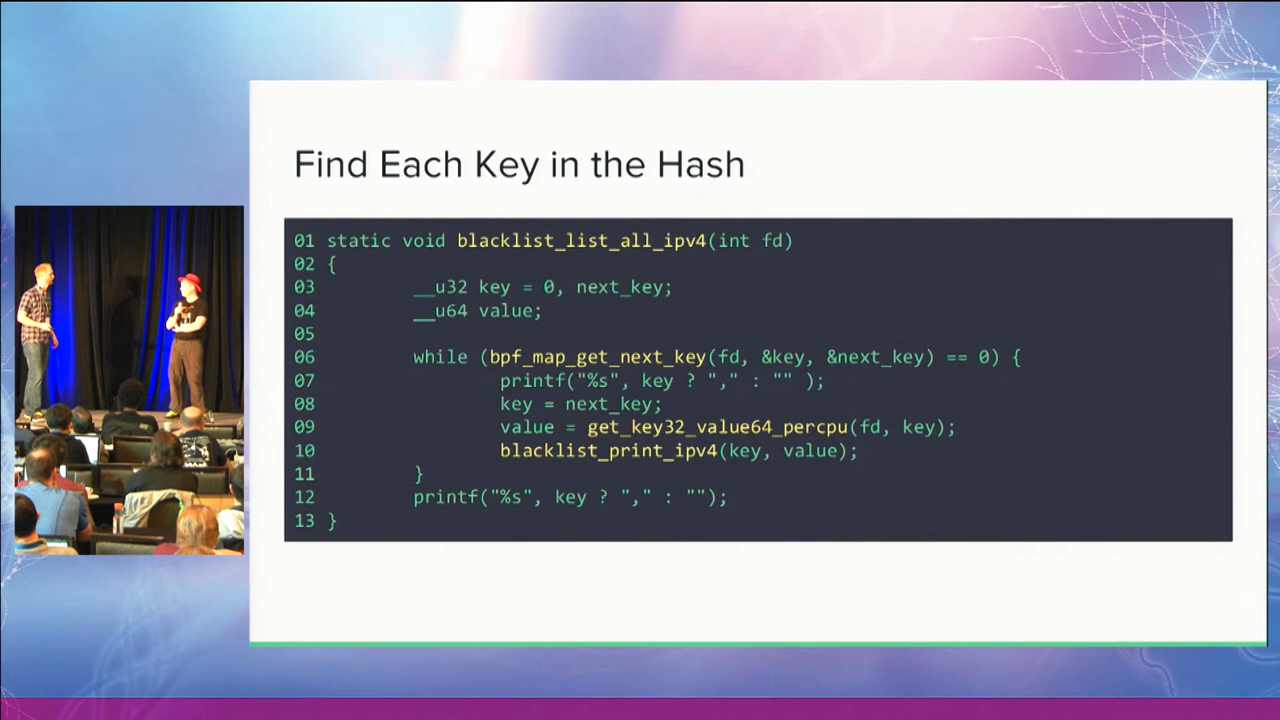 Find Each Key in the Hash
01 static void blacklist_list_all_ipv4(int fd)
02 {
03 __u32 key = 0, next_key;
04 __u64 value;
05
06 while (bpf_map_get_next_key(fd, &key, &next_key) == 0) {
07 printf("%s", key ? "," : "" );
08 key = next_key;
09 value = get_key32_value64_percpu(fd, key);
10 blacklist_print_ipv4(key, value);
11 }
12 printf("%s", key ? "," : "");
13 }